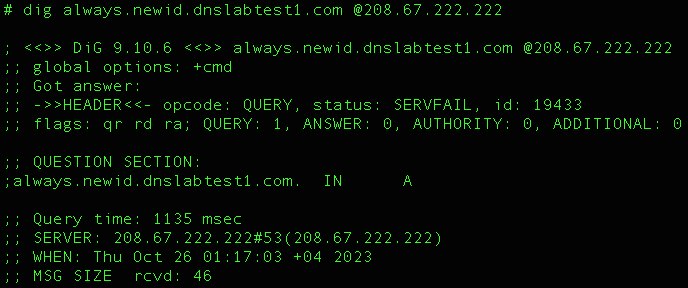 # dig always.newid.dnslabtest1.com @208.67.222.222
; <<>> DiG 9.10.6 <<>> always.newid.dnslabtest1.com @208.67.222.222
;; global options: +cmd
;; Got answer:
;; ->>HEADER<<- opcode: QUERY, status: SERVFAIL, id: 19433
;; flags: qr rd ra; QUERY: 1, ANSWER: 0, AUTHORITY: 0, ADDITIONAL: 0
;; QUESTION SECTION:
;always.newid.dnslabtest1.com. IN A
;; Query time: 1135 msec
;; SERVER: 208.67.222.222#53(208.67.222.222)
;; WHEN: Thu Oct 26 01:17:03 +04 2023
;; MSG SIZE rcvd: 46